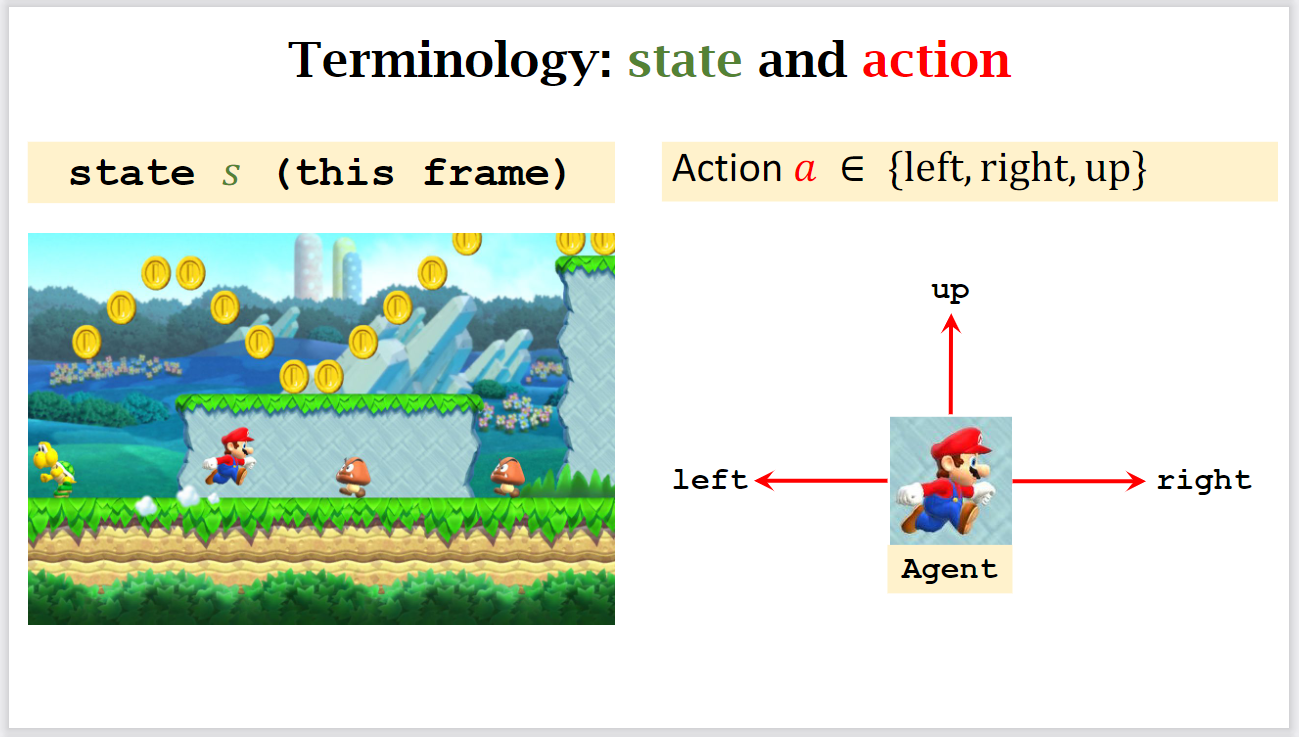 Terminology: state and action
state s (this frame)
Action a ∈ {left, right, up}
up
left
right
Agent